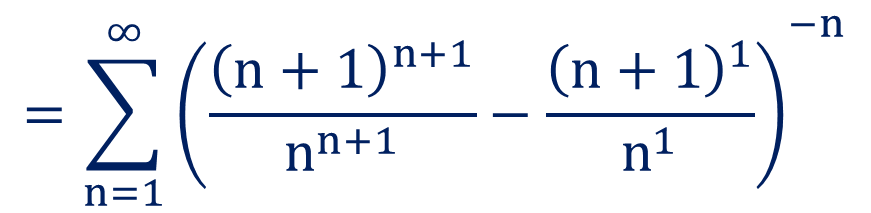 = ∑_{n=1}^{∞} ( (n + 1)^{n+1} / n^{n+1} − (n + 1)^1 / n^1 )^{−n}